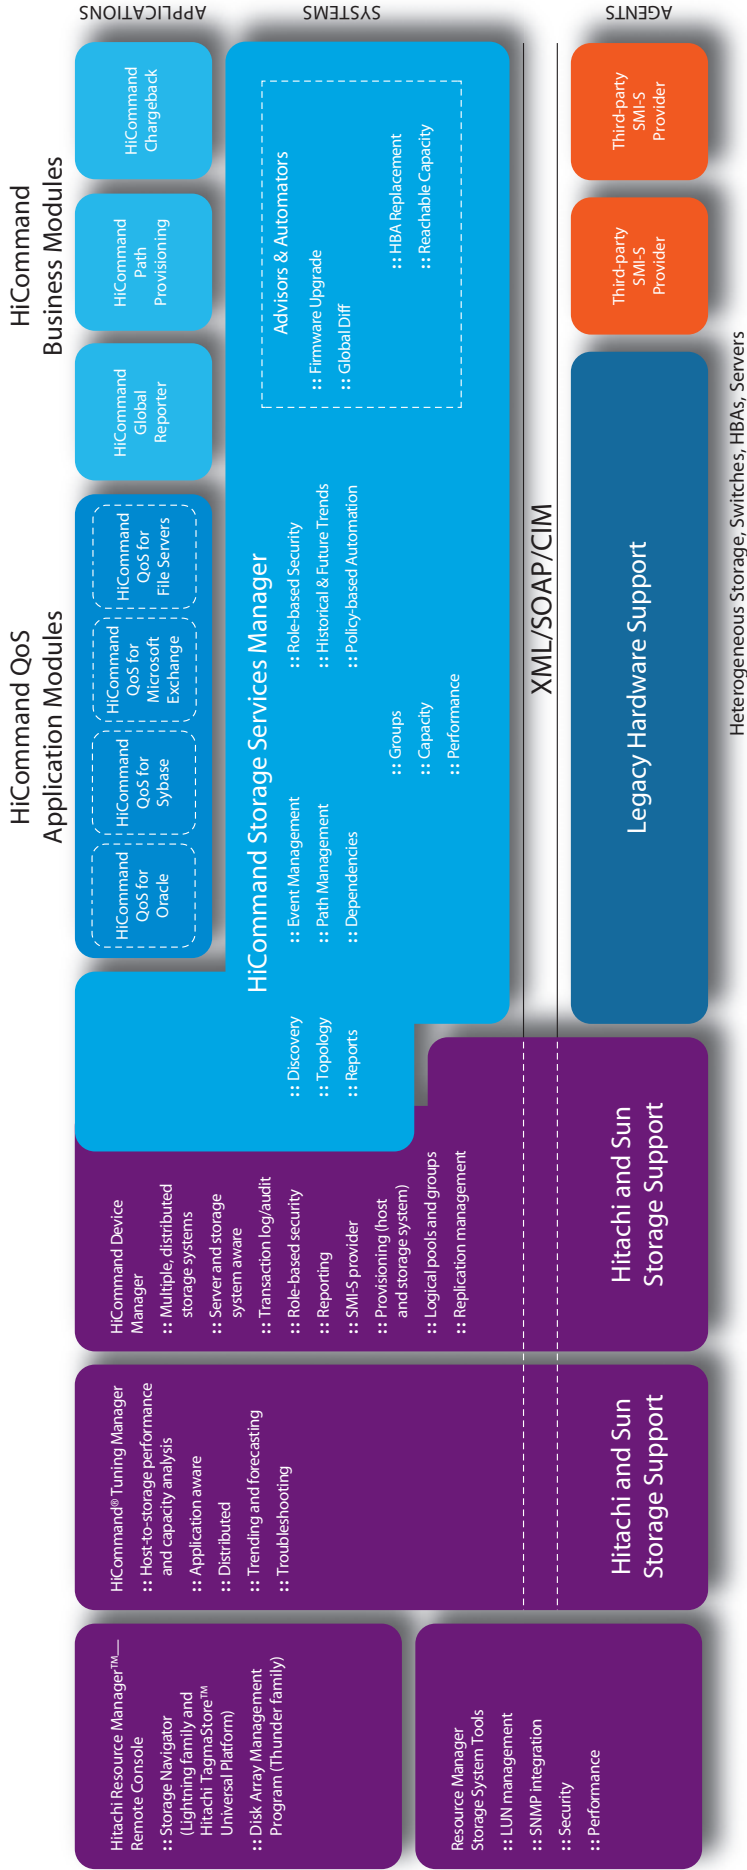 HiCommand QoS
Application Modules
HiCommand
Business Modules
APPLICATIONS
HiCommand
QoS for
Oracle
HiCommand
QoS for
Sybase
HiCommand
QoS for
Microsoft
Exchange
HiCommand
QoS for
File Servers
HiCommand
Global
Reporter
HiCommand
Path
Provisioning
HiCommand
Chargeback
SYSTEMS
Hitachi Resource Manager™—
Remote Console
:: Storage Navigator
(Lightning family and
Hitachi TagmaStore™
Universal Platform)
:: Disk Array Management
Program (Thunder family)
Resource Manager
Storage System Tools
:: LUN management
:: SNMP integration
:: Security
:: Performance
HiCommand® Tuning Manager
:: Host-to-storage performance
and capacity analysis
:: Application aware
:: Distributed
:: Trending and forecasting
:: Troubleshooting
Hitachi and Sun
Storage Support
HiCommand Device
Manager
:: Multiple, distributed
storage systems
:: Server and storage
system aware
:: Transaction log/audit
:: Role-based security
:: Reporting
:: SMI-S provider
:: Provisioning (host
and storage system)
:: Logical pools and groups
:: Replication management
Hitachi and Sun
Storage Support
HiCommand Storage Services Manager
:: Discovery
:: Topology
:: Reports
:: Event Management
:: Path Management
:: Dependencies
:: Groups
:: Capacity
:: Performance
:: Role-based Security
:: Historical & Future Trends
:: Policy-based Automation
Advisors & Automators
:: Firmware Upgrade
:: Global Diff
:: HBA Replacement
:: Reachable Capacity
XML/SOAP/CIM
AGENTS
Legacy Hardware Support
Third-party
SMI-S
Provider
Third-party
SMI-S
Provider
Heterogeneous Storage, Switches, HBAs, Servers